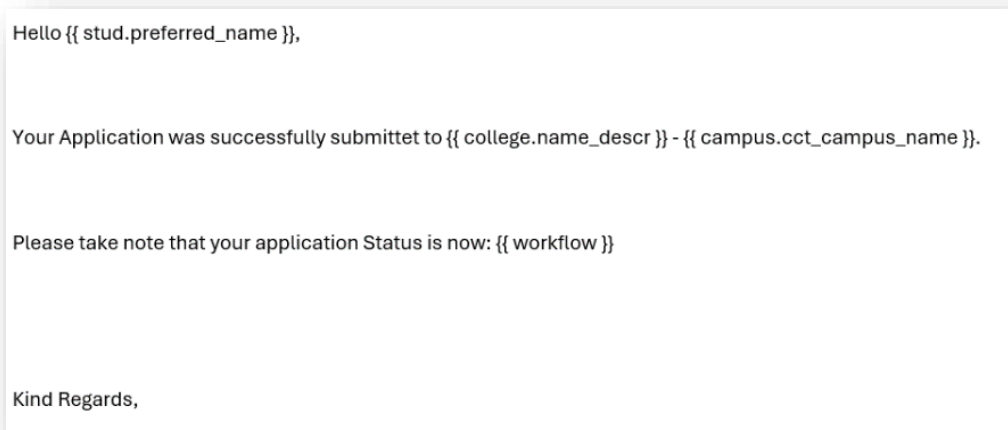 Hello {{ stud.preferred_name }},
Your Application was successfully submittet to {{ college.name_descr }} - {{ campus.cct_campus_name }}.
Please take note that your application Status is now: {{ workflow }}
Kind Regards,